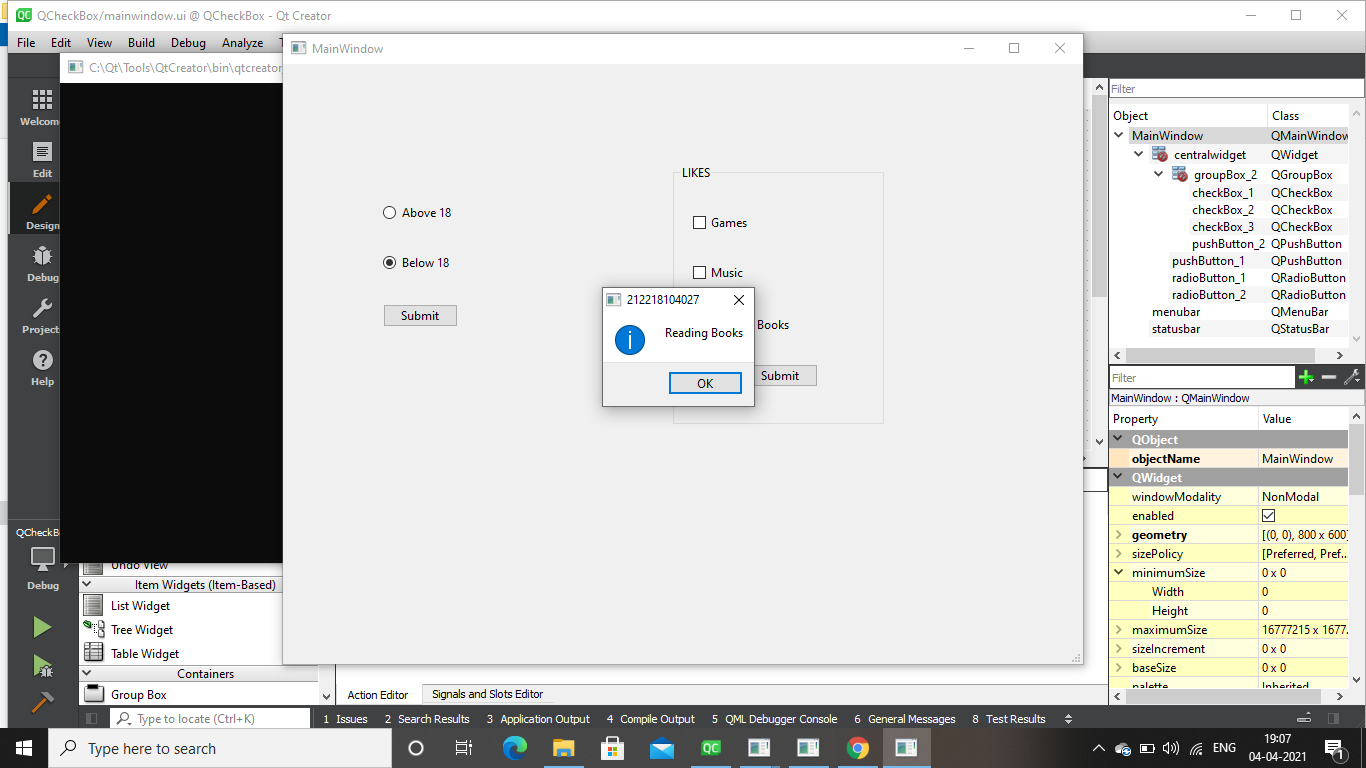 QCheckBox/mainwindow.ui @ QCheckBox - Qt Creator
File Edit View Build Debug Analyze
MainWindow
C:\Qt\Tools\QtCreator\bin\qtcreator
Welcome
Edit
Design
Debug
Project
Help
QCheckB
Debug
Above 18
Below 18
Submit
LIKES
Games
Music
Books
Submit
212218104027
Reading Books
OK
Undo View
Item Widgets (Item-Based)
List Widget
Tree Widget
Table Widget
Containers
Group Box
Action Editor Signals and Slots Editor
Filter
Object Class
MainWindow QMainWindow
centralwidget QWidget
groupBox_2 QGroupBox
checkBox_1 QCheckBox
checkBox_2 QCheckBox
checkBox_3 QCheckBox
pushButton_2 QPushButton
pushButton_1 QPushButton
radioButton_1 QRadioButton
radioButton_2 QRadioButton
menubar QMenuBar
statusbar QStatusBar
Filter
MainWindow : QMainWindow
Property Value
QObject
objectName MainWindow
QWidget
windowModality NonModal
enabled
geometry [(0, 0), 800 x 600]
sizePolicy [Preferred, Pref...
minimumSize 0 x 0
Width 0
Height 0
maximumSize 16777215 x 1677.
sizeIncrement 0 x 0
baseSize 0 x 0
palette Inherited
Type to locate (Ctrl+K) 1 Issues 2 Search Results 3 Application Output 4 Compile Output 5 QML Debugger Console 6 General Messages 8 Test Results
Type here to search
QC
ENG
19:07
04-04-2021
1